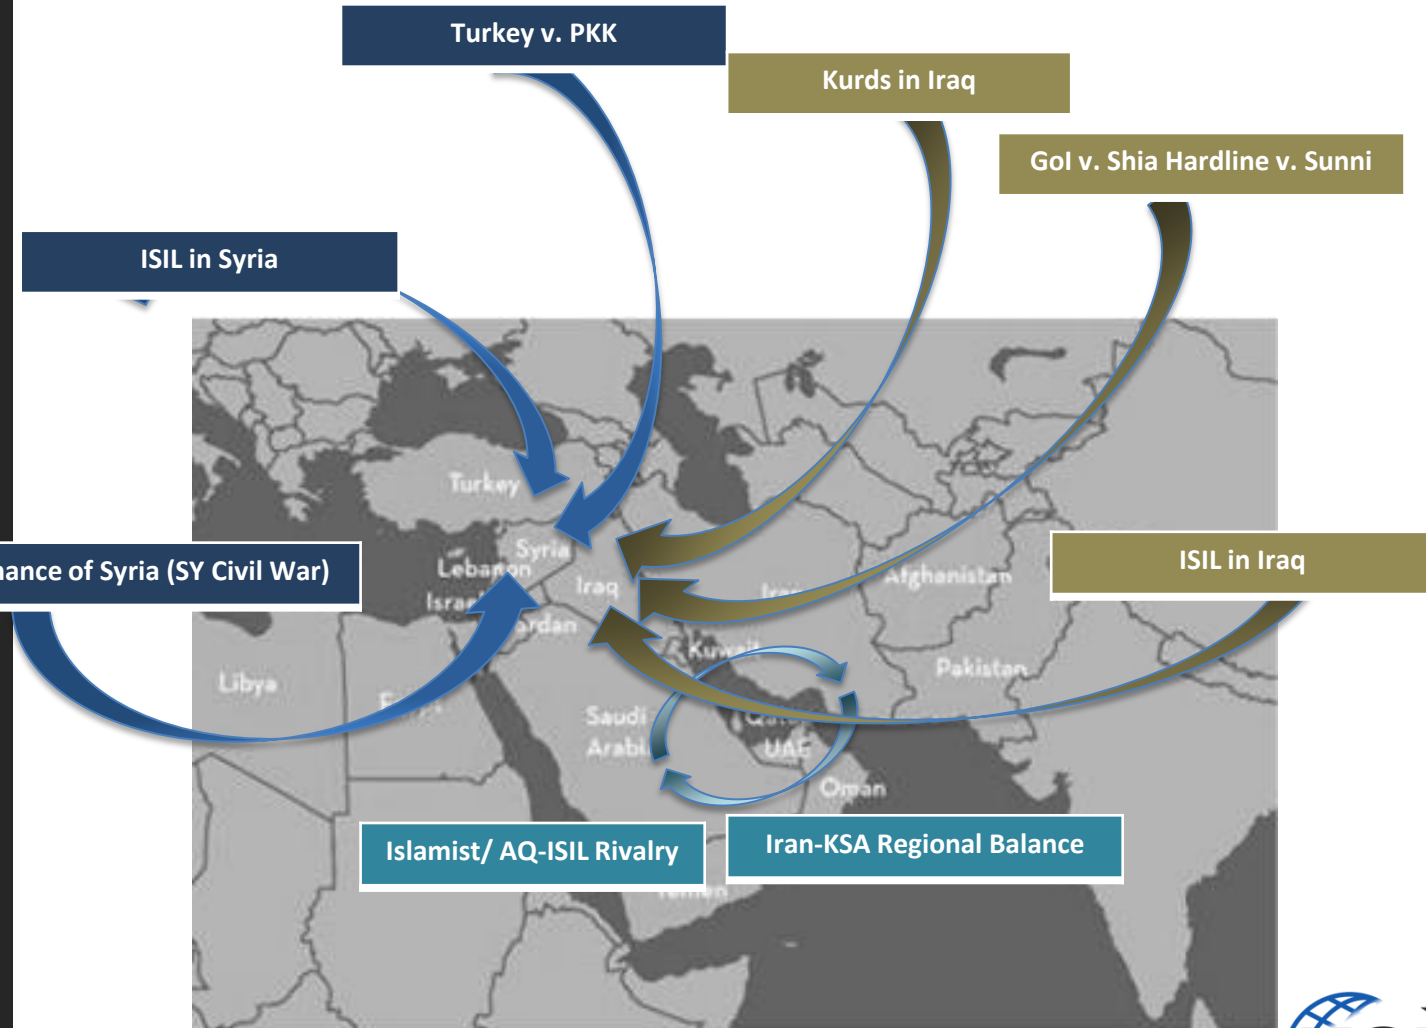 Turkey v. PKK
Kurds in Iraq
GoI v. Shia Hardline v. Sunni
ISIL in Syria
Turkey
Syria
Lebanon
Iraq
Afghanistan
ISIL in Iraq
of Syria (SY Civil War)
Kuwait
Pakistan
Libya
Saudi
UAE
Oman
Islamist/ AQ-ISIL Rivalry
Iran-KSA Regional Balance